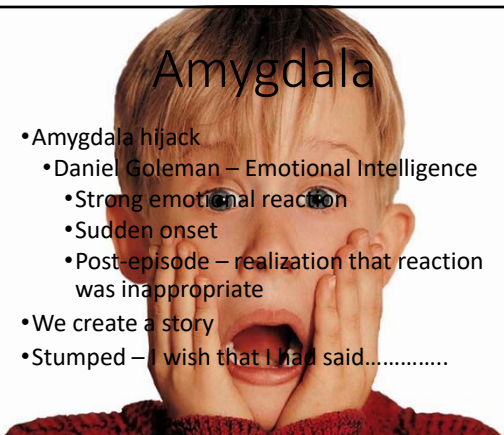 Amygdala
•Amygdala hijack
•Daniel Goleman – Emotional Intelligence
•Strong emotional reaction
•Sudden onset
•Post-episode – realization that reaction
was inappropriate
•We create a story
•Stumped – I wish that I had said…………..